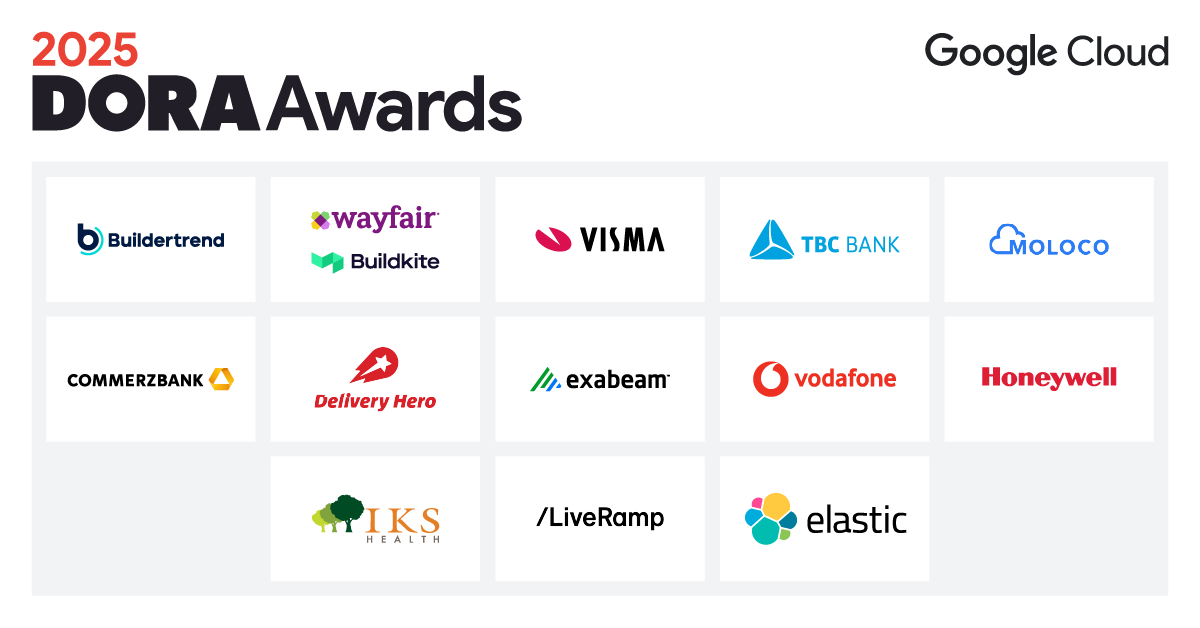 2025
DORA Awards
Google Cloud
Buildertrend
wayfair
Buildkite
VISMA
TBC BANK
MOLOCO
COMMERZBANK
Delivery Hero
exabeam
vodafone
Honeywell
IKS
HEALTH
/LiveRamp
elastic